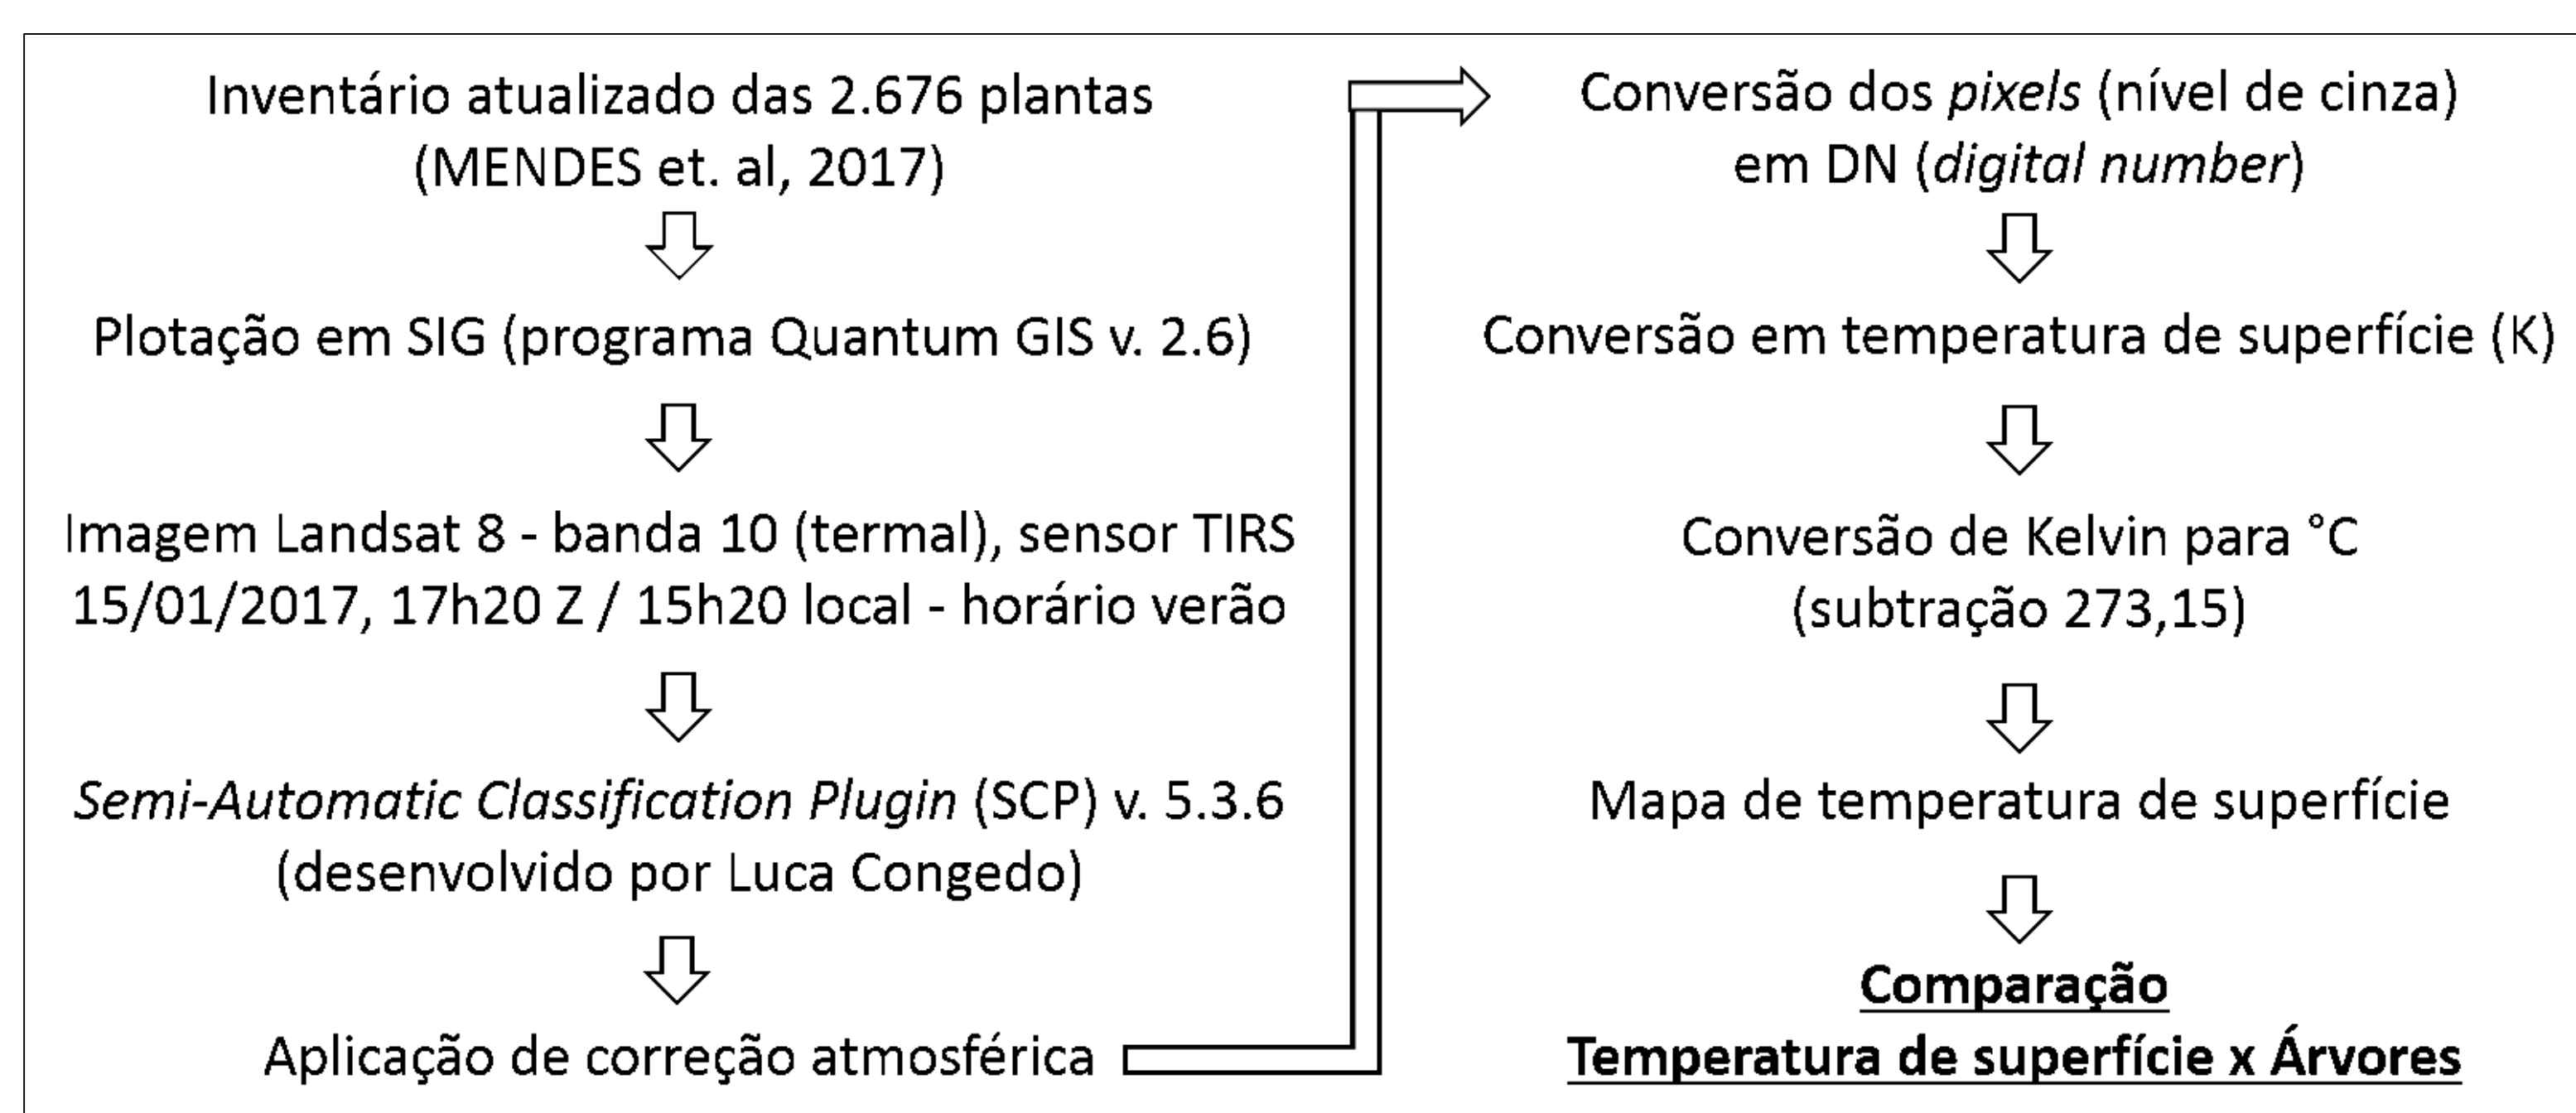 Inventário atualizado das 2.676 plantas
(MENDES et. al, 2017)
Plotação em SIG (programa Quantum GIS v. 2.6)
Imagem Landsat 8 - banda 10 (termal), sensor TIRS
15/01/2017, 17h20 Z / 15h20 local - horário verão
Semi-Automatic Classification Plugin (SCP) v. 5.3.6
(desenvolvido por Luca Congedo)
Aplicação de correção atmosférica
Conversão dos pixels (nível de cinza)
em DN (digital number)
Conversão em temperatura de superfície (K)
Conversão de Kelvin para °C
(subtração 273,15)
Mapa de temperatura de superfície
Comparação
Temperatura de superfície x Árvores